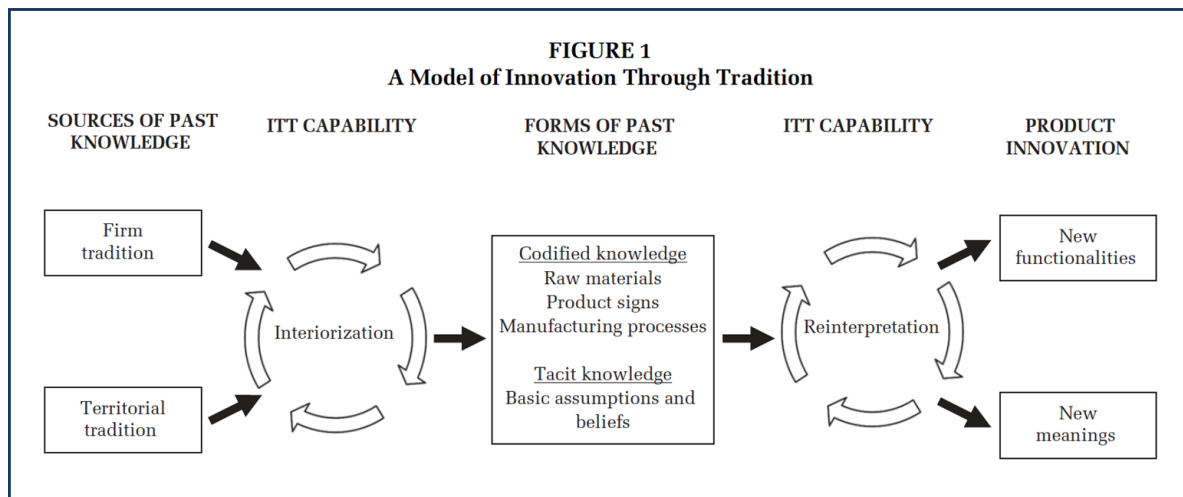 FIGURE 1
A Model of Innovation Through Tradition
SOURCES OF PAST
KNOWLEDGE
ITT CAPABILITY
FORMS OF PAST
KNOWLEDGE
ITT CAPABILITY
PRODUCT
INNOVATION
Firm
tradition
Territorial
tradition
Interiorization
Codified knowledge
Raw materials
Product signs
Manufacturing processes
Tacit knowledge
Basic assumptions and
beliefs
Reinterpretation
New
functionalities
New
meanings